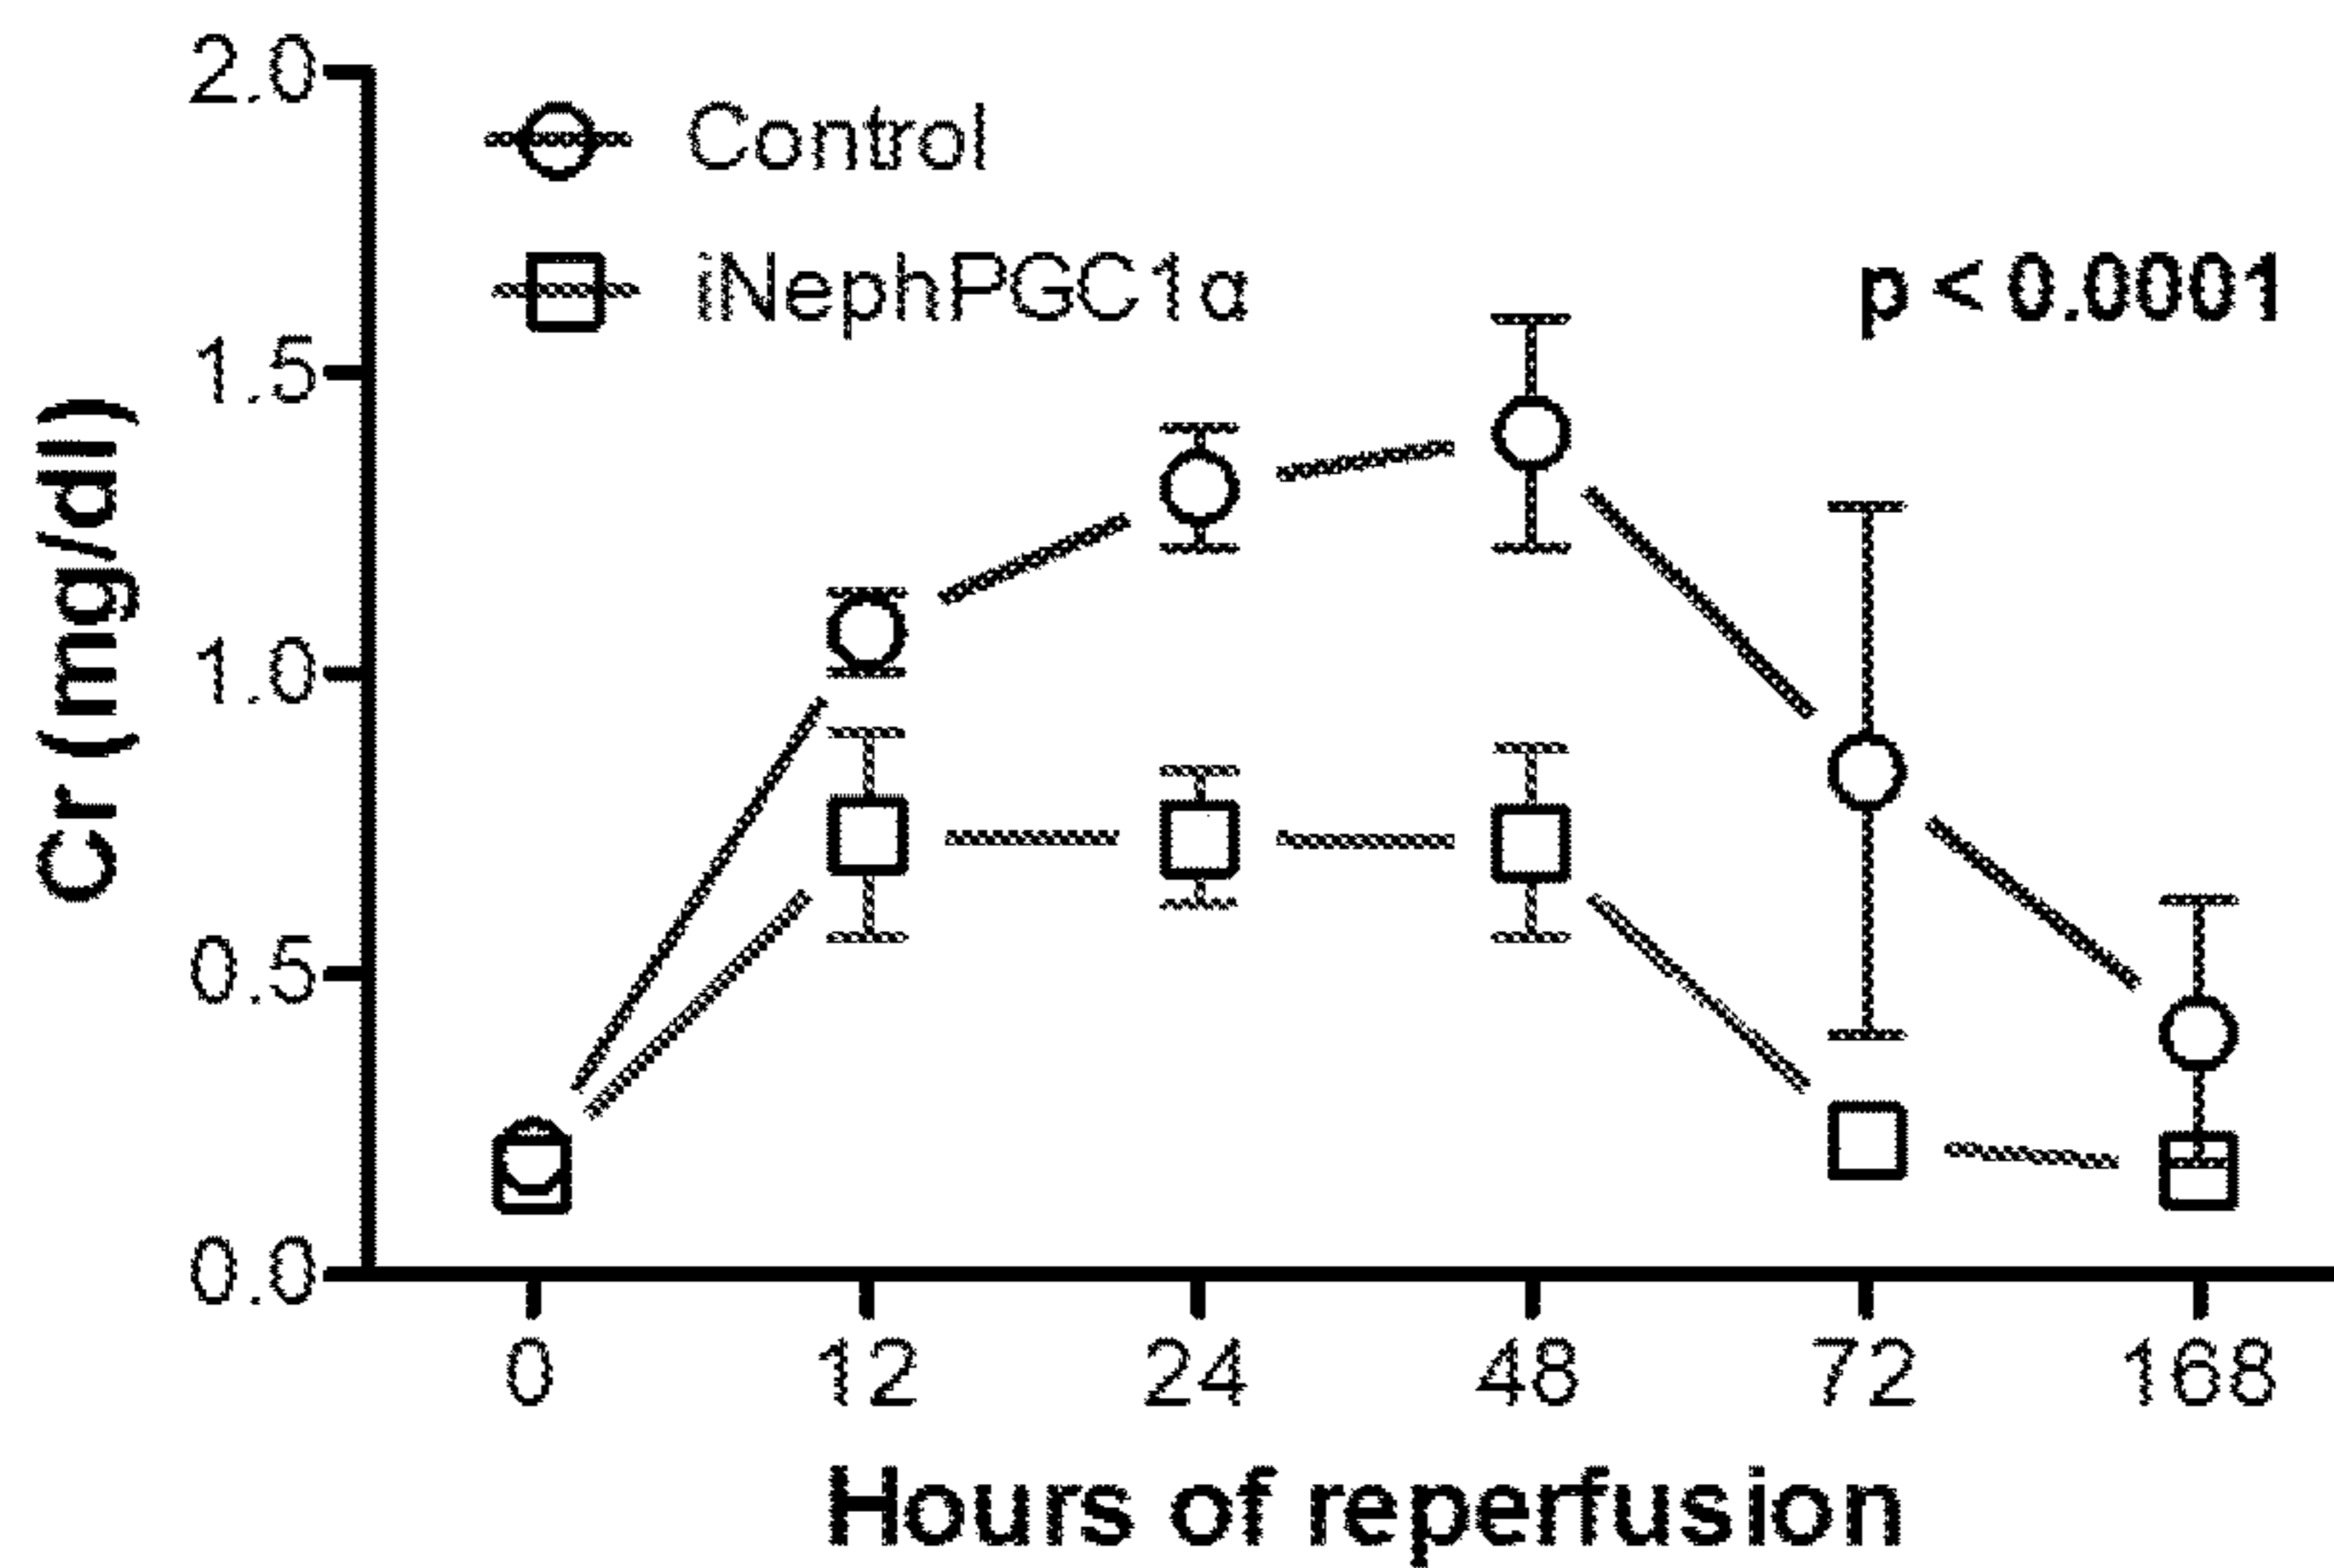 2.0
Control
iNephPGC1α
p < 0.0001
1.5
1.0
0.5
0.0
Cr (mg/dl)
0 12 24 48 72 168
Hours of reperfusion